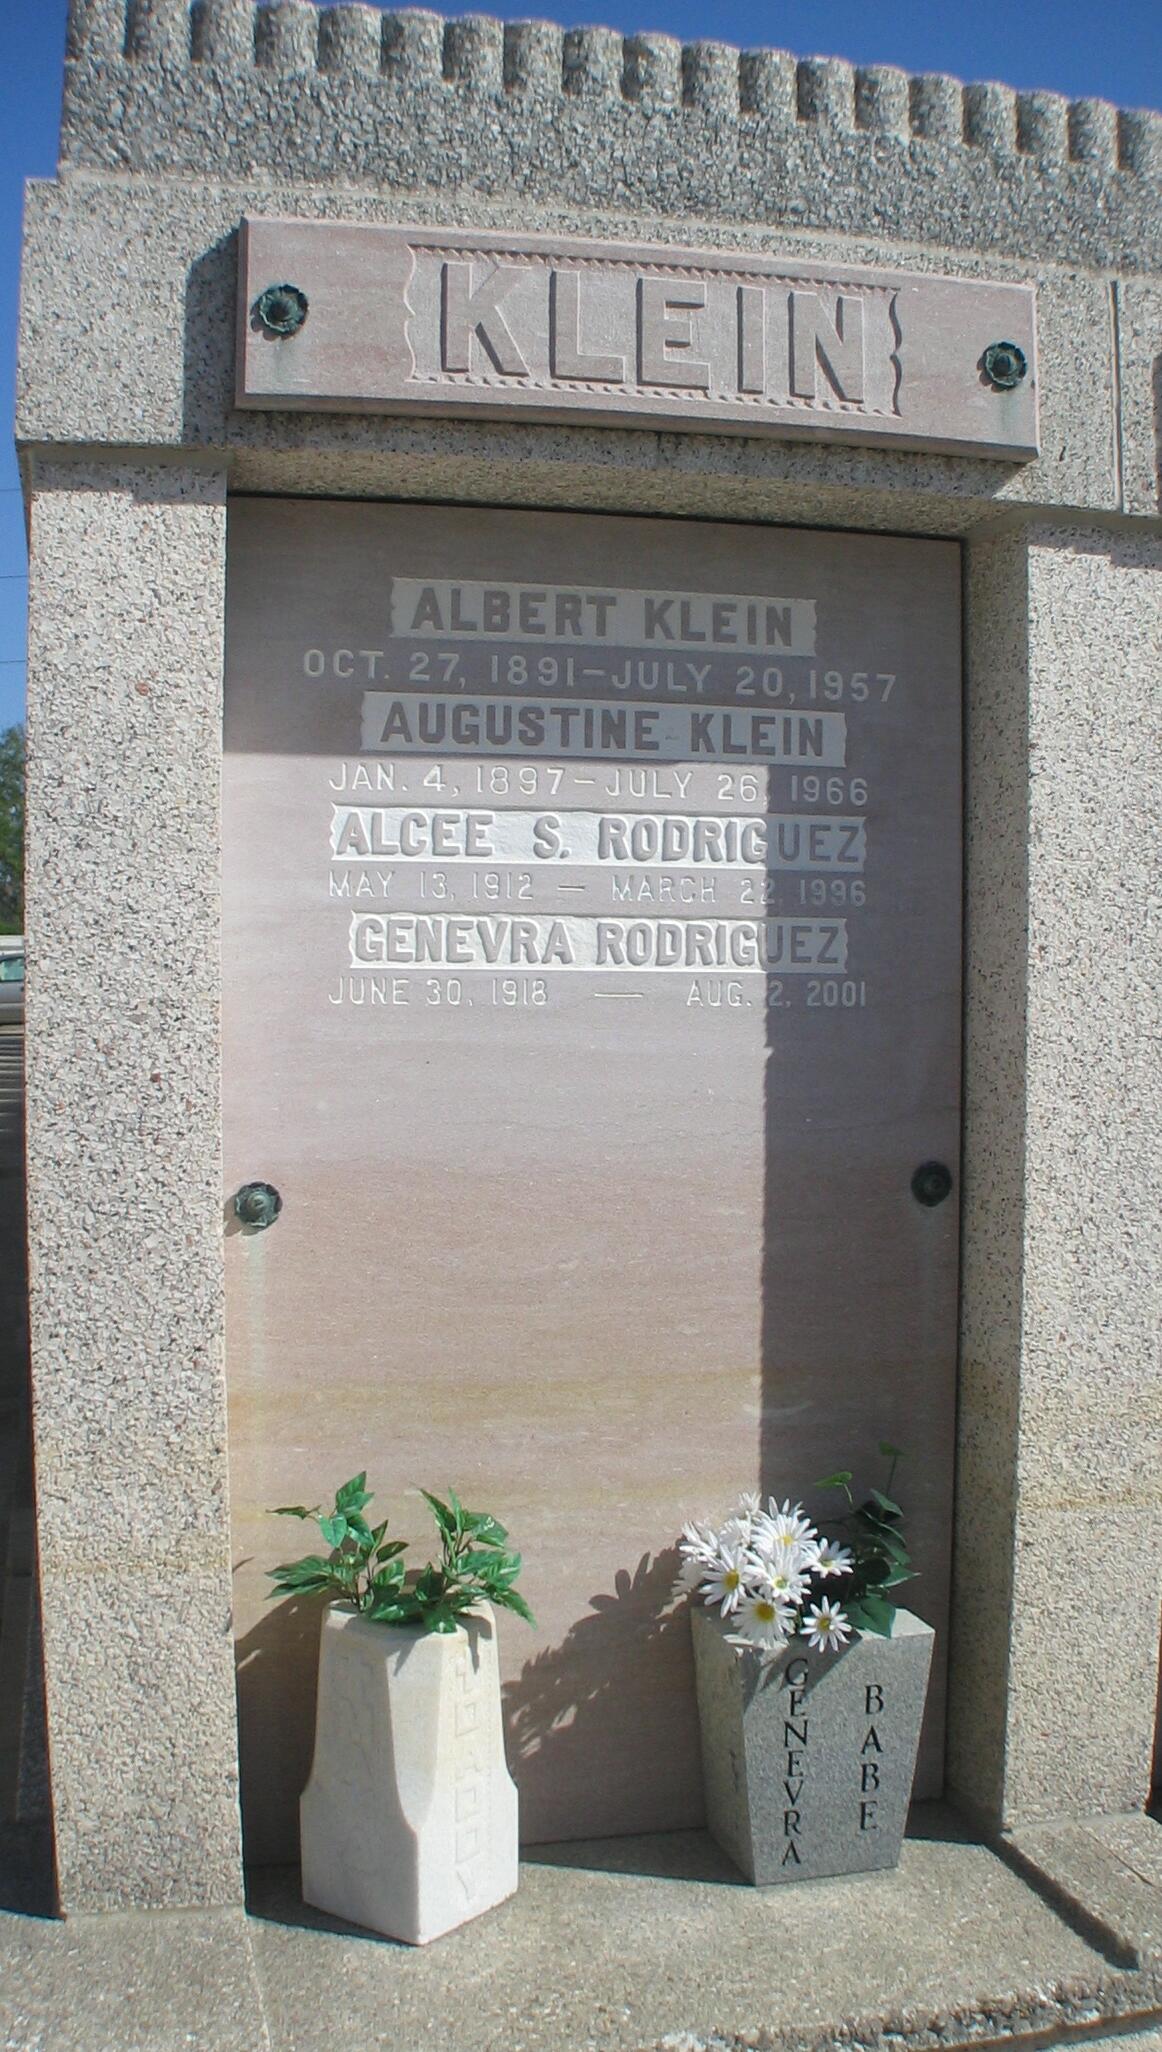 KLEIN
ALBERT KLEIN
OCT. 27, 1891–JULY 20, 1957
AUGUSTINE KLEIN
JAN. 4, 1897–JULY 26, 1966
ALCEE S. RODRIGUEZ
MAY 13, 1912 — MARCH 22, 1996
GENEVRA RODRIGUEZ
JUNE 30, 1918 — AUG. 2, 2001
DADDY
GENEVRA
BABE